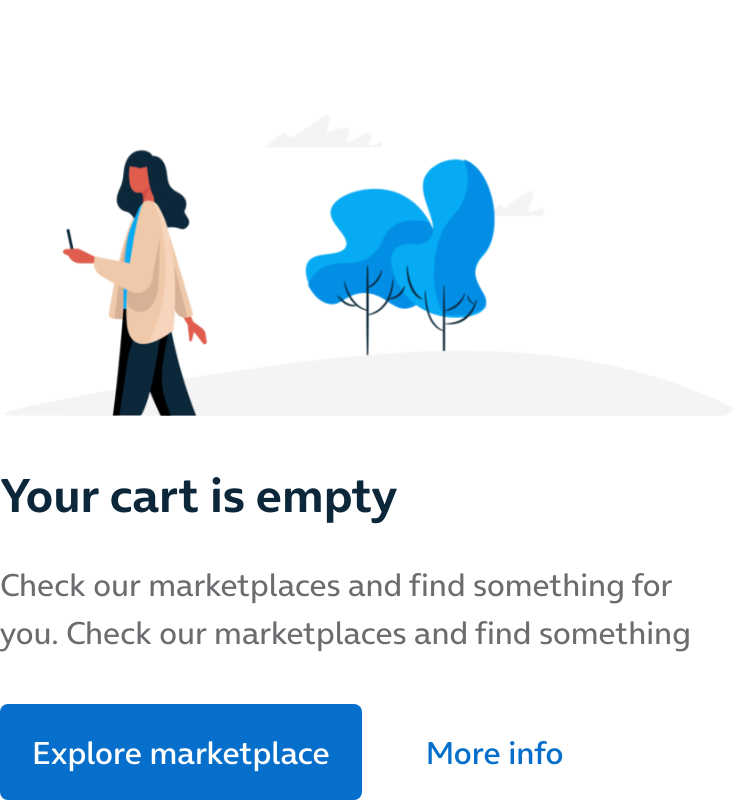 Your cart is empty
Check our marketplaces and find something for
you. Check our marketplaces and find something
Explore marketplace
More info